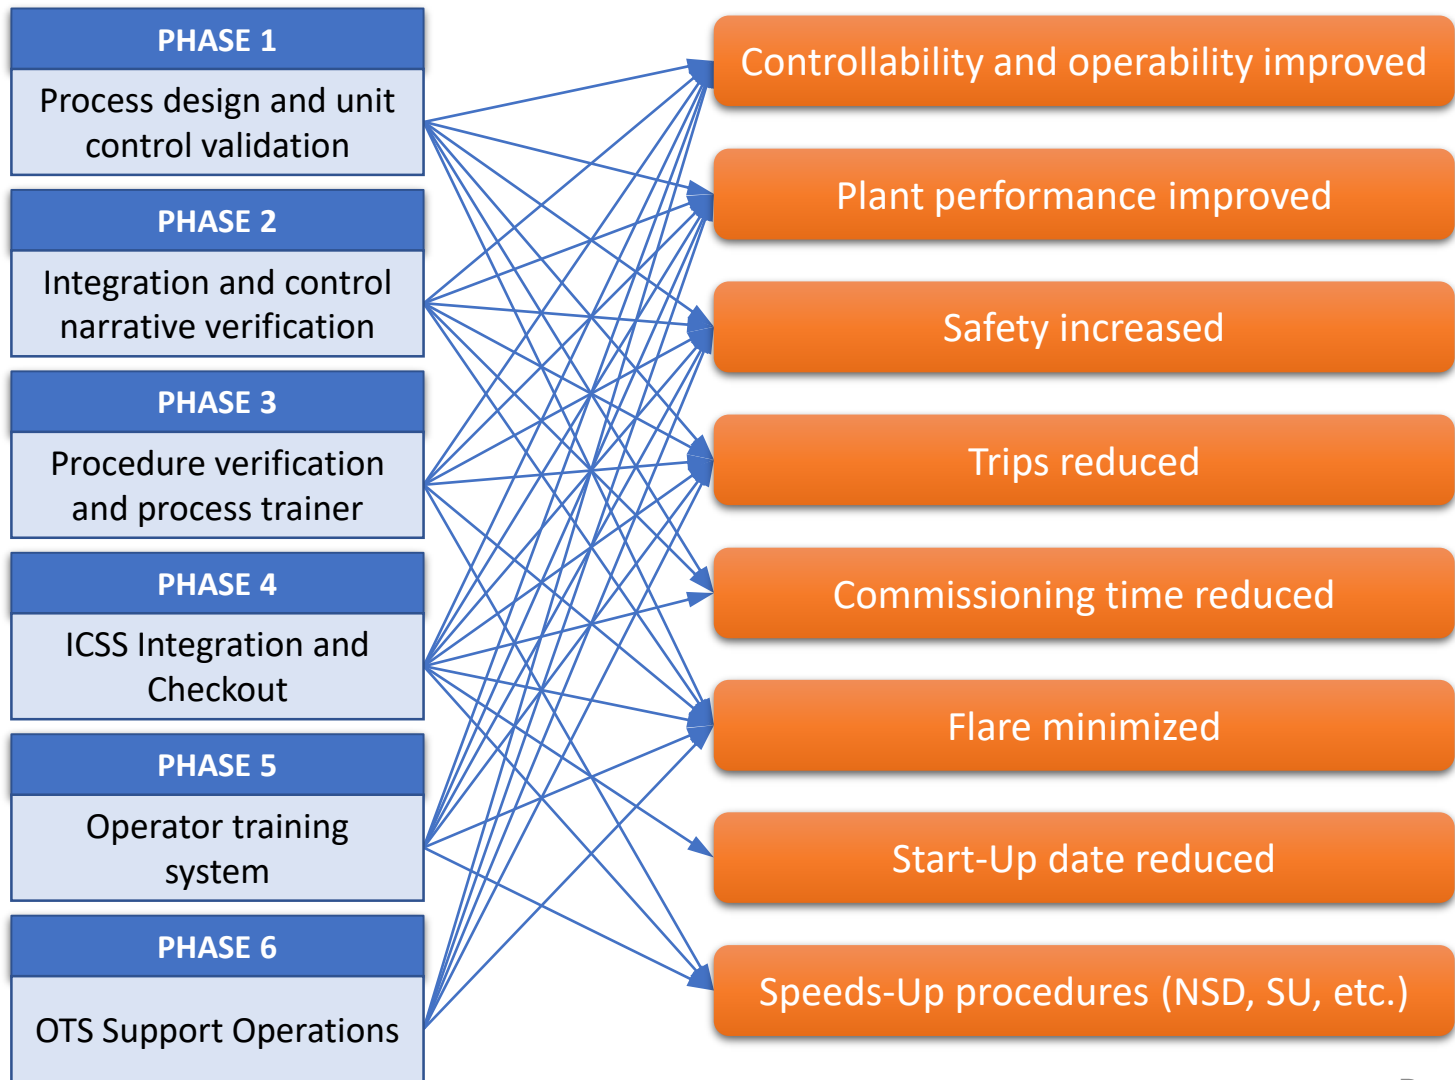 PHASE 1
Process design and unit
control validation
PHASE 2
Integration and control
narrative verification
PHASE 3
Procedure verification
and process trainer
PHASE 4
ICSS Integration and
Checkout
PHASE 5
Operator training
system
PHASE 6
OTS Support Operations
Controllability and operability improved
Plant performance improved
Safety increased
Trips reduced
Commissioning time reduced
Flare minimized
Start-Up date reduced
Speeds-Up procedures (NSD, SU, etc.)